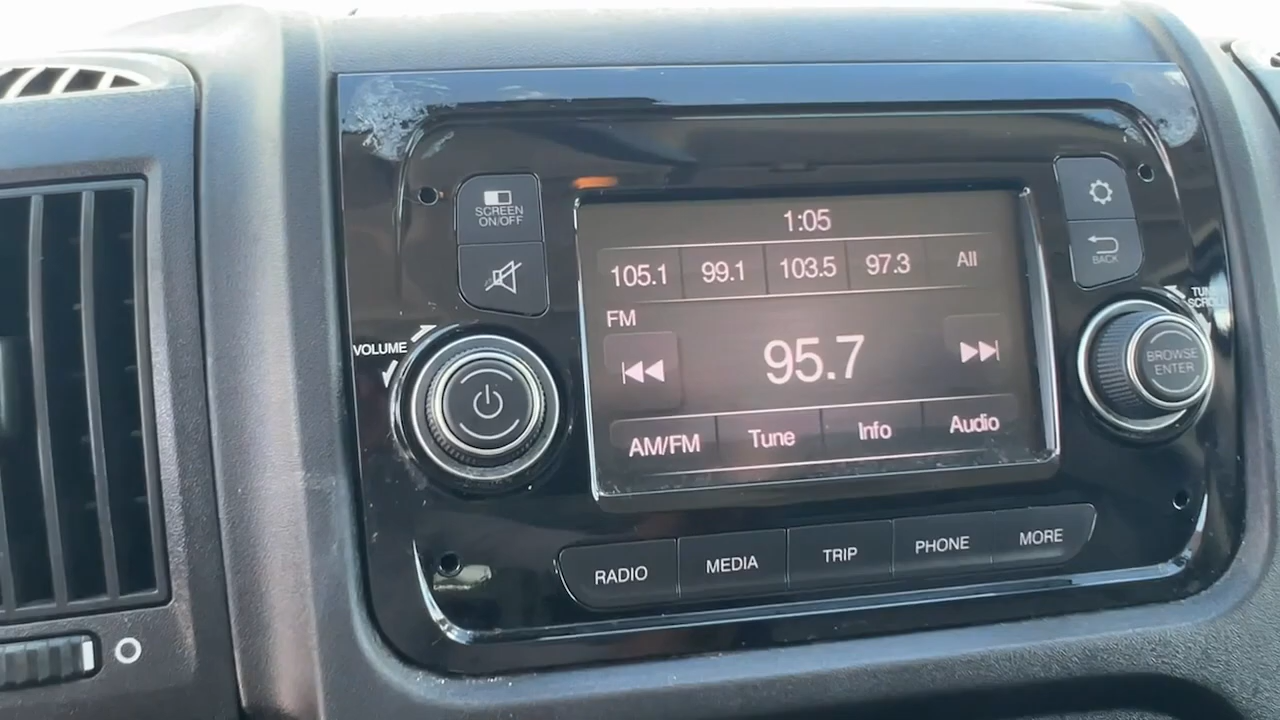 SCREEN
ON/OFF
1:05
105.1 99.1 103.5 97.3 All
BACK
FM
TUNE
SCROLL
VOLUME
95.7
BROWSE
ENTER
AM/FM Tune Info Audio
RADIO MEDIA TRIP PHONE MORE